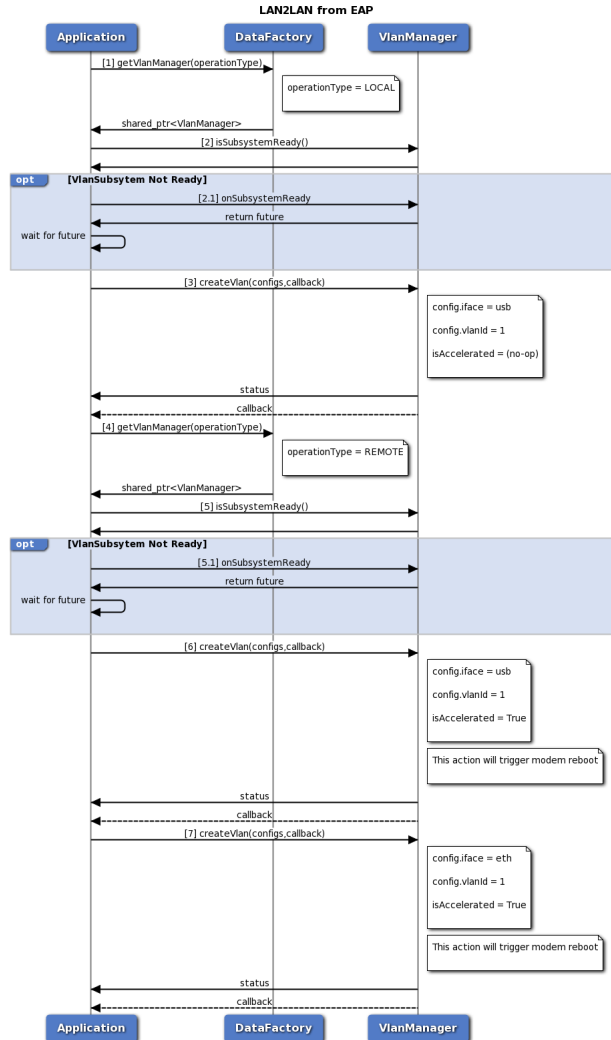 LAN2LAN from EAP
Application
DataFactory
VlanManager
[1] getVlanManager(operationType)
operationType = LOCAL
shared_ptr<VlanManager>
[2] isSubsystemReady()
opt
[VlanSubsytem Not Ready]
[2.1] onSubsystemReady
return future
wait for future
[3] createVlan(configs,callback)
config.iface = usb
config.vlanId = 1
isAccelerated = (no-op)
status
callback
[4] getVlanManager(operationType)
operationType = REMOTE
shared_ptr<VlanManager>
[5] isSubsystemReady()
opt
[VlanSubsytem Not Ready]
[5.1] onSubsystemReady
return future
wait for future
[6] createVlan(configs,callback)
config.iface = usb
config.vlanId = 1
isAccelerated = True
This action will trigger modem reboot
status
callback
[7] createVlan(configs,callback)
config.iface = eth
config.vlanId = 1
isAccelerated = True
This action will trigger modem reboot
status
callback
Application
DataFactory
VlanManager